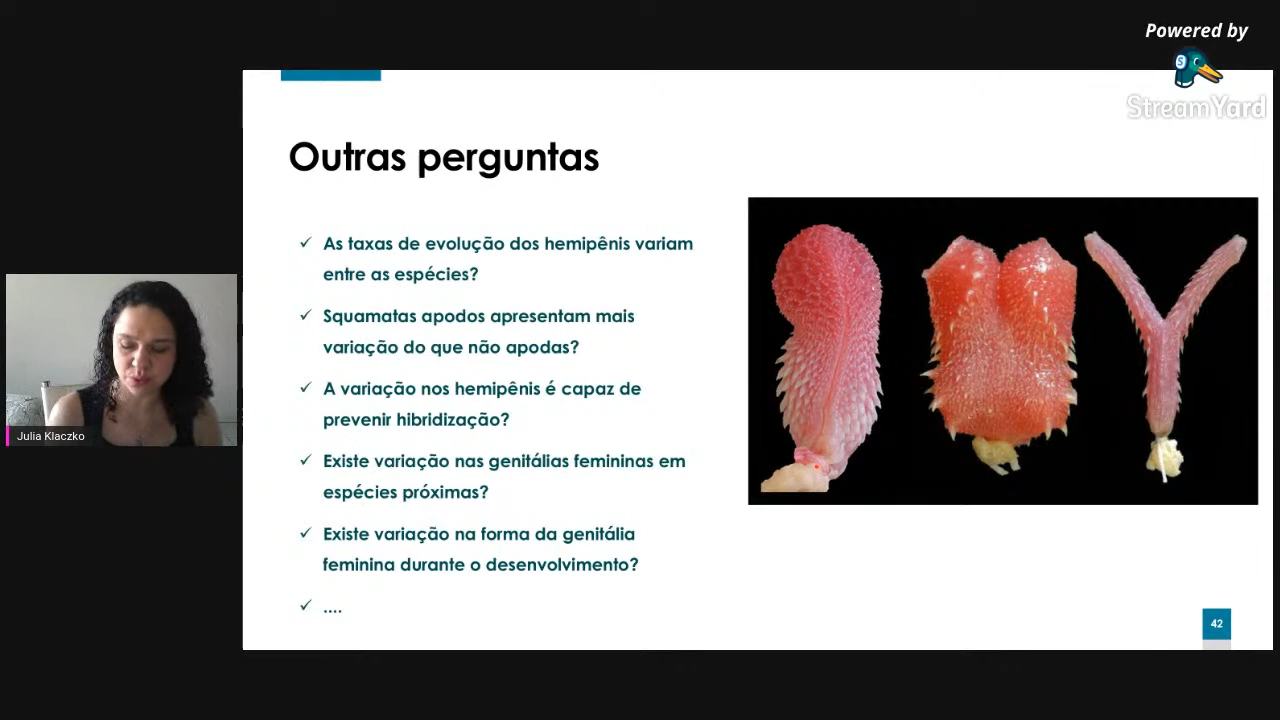 Powered by
StreamYard
Outras perguntas
✓ As taxas de evolução dos hemipênis variam
entre as espécies?
✓ Squamatas apodos apresentam mais
variação do que não apodas?
✓ A variação nos hemipênis é capaz de
prevenir hibridização?
✓ Existe variação nas genitálias femininas em
espécies próximas?
✓ Existe variação na forma da genitália
feminina durante o desenvolvimento?
✓ ....
Julia Klaczko
42